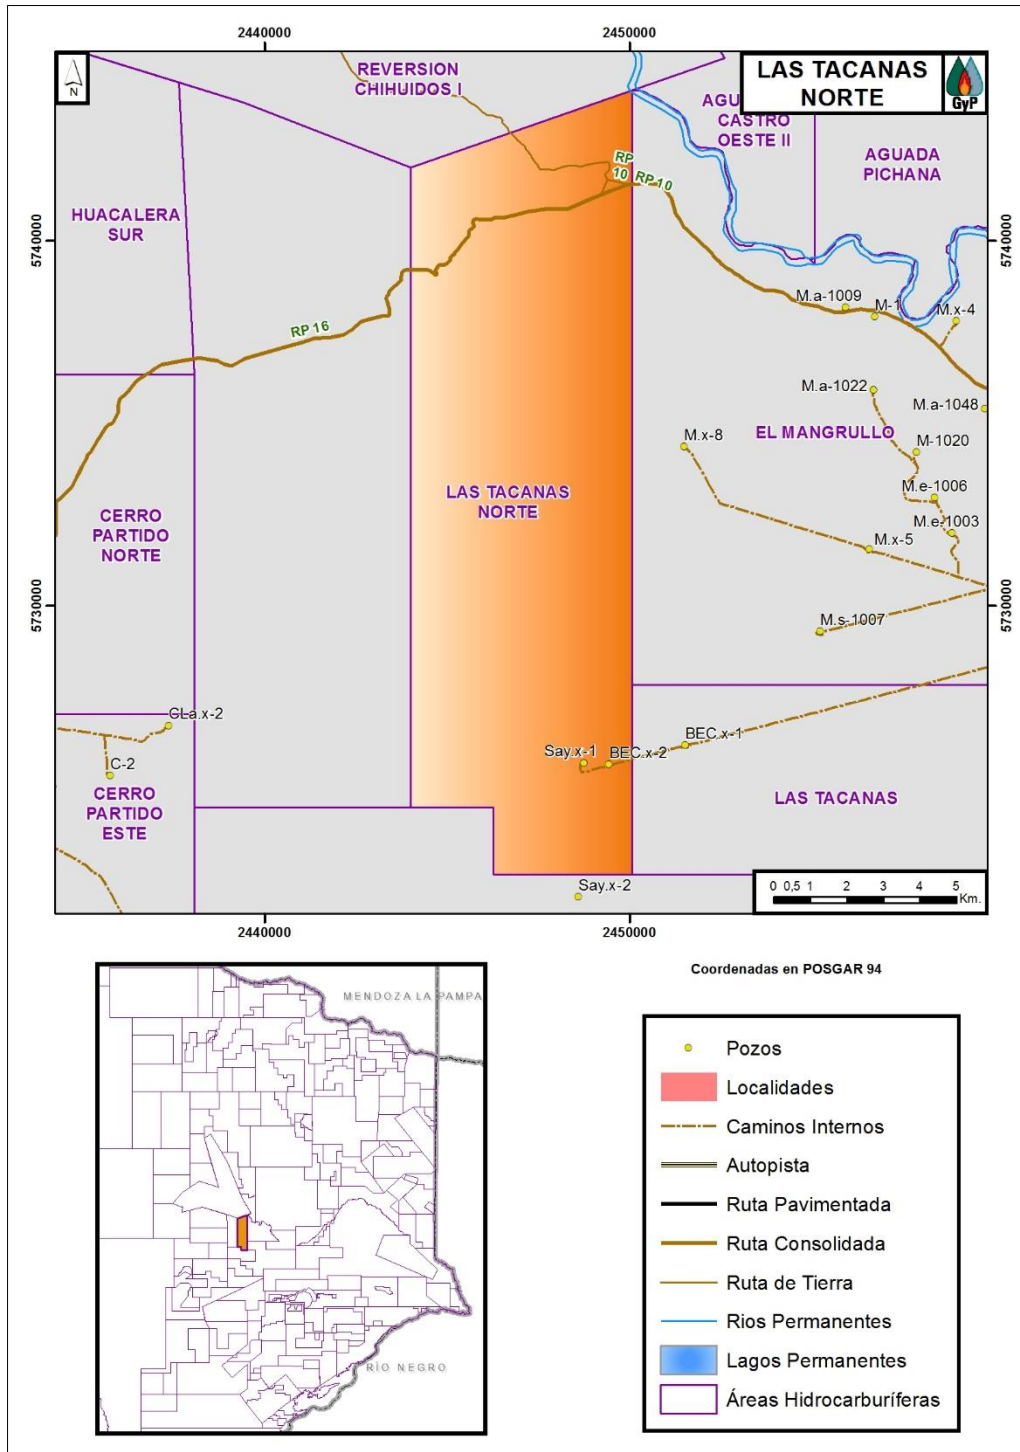 2440000
2450000
REVERSION
CHIHUIDOS I
LAS TACANAS
NORTE
GyP
N
CASTRO
OESTE II
AGUADA
PICHANA
RP
10
RP 10
HUACALERA
SUR
5740000
5740000
M.a-1009
M-1
M.x-4
RP 16
M.a-1022
M.a-1048
EL MANGRULLO
M.x-8
M-1020
LAS TACANAS
NORTE
M.e-1006
CERRO
PARTIDO
NORTE
M.e-1003
M.x-5
5730000
5730000
M.s-1007
CLa.x-2
BEC.x-1
Say.x-1
BEC.x-2
C-2
CERRO
PARTIDO
ESTE
LAS TACANAS
Say.x-2
0 0,5 1 2 3 4 5
Km.
2440000
2450000
Coordenadas en POSGAR 94
MENDOZA
LA PAMPA
RÍO NEGRO
Pozos
Localidades
Caminos Internos
Autopista
Ruta Pavimentada
Ruta Consolidada
Ruta de Tierra
Rios Permanentes
Lagos Permanentes
Áreas Hidrocarburíferas